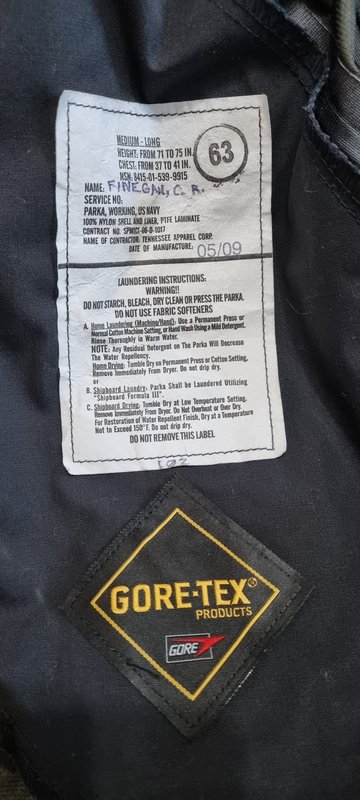 MEDIUM - LONG
HEIGHT: FROM 71 TO 75 IN.
CHEST: FROM 37 TO 41 IN.
63
NSN: 8415-01-539-9915
NAME: FINEGAN, C. R.
SERVICE NO:
PARKA, WORKING, US NAVY
100% NYLON SHELL AND LINER, PTFE LAMINATE
CONTRACT NO. SPM1C1-06-D-1017
NAME OF CONTRACTOR: TENNESSEE APPAREL CORP.
DATE OF MANUFACTURE: 05/09
LAUNDERING INSTRUCTIONS:
WARNING!!
DO NOT STARCH, BLEACH, DRY CLEAN OR PRESS THE PARKA.
DO NOT USE FABRIC SOFTENERS
A. Home Laundering (Machine/Hand): Use a Permanent Press or
Normal Cotton Machine Setting, or Hand Wash Using a Mild Detergent.
Rinse Thoroughly in Warm Water.
NOTE: Any Residual Detergent on The Parka Will Decrease
The Water Repellency.
Home Drying: Tumble Dry on Permanent Press or Cotton Setting,
Remove Immediately From Dryer. Do not drip dry.
or
B. Shipboard Laundry: Parka Shall be Laundered Utilizing
"Shipboard Formula III".
C. Shipboard Drying: Tumble Dry at Low Temperature Setting.
Remove Immediately From Dryer. Do Not Overheat or Over Dry.
For Restoration of Water Repellent Finish, Dry at a Temperature
Not to Exceed 150°F. Do not drip dry.
DO NOT REMOVE THIS LABEL
GORE-TEX®
PRODUCTS
GORE